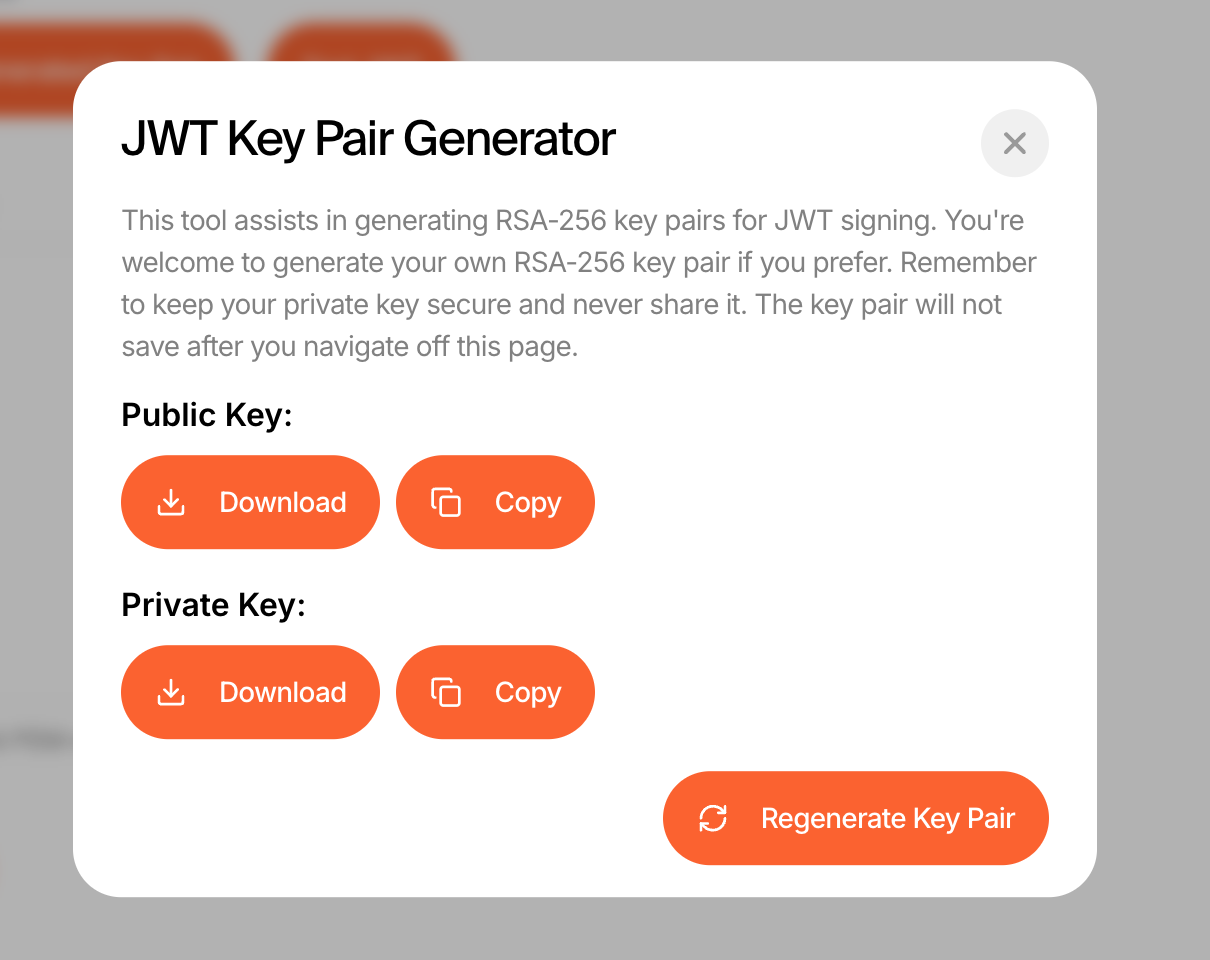 JWT Key Pair Generator
This tool assists in generating RSA-256 key pairs for JWT signing. You're
welcome to generate your own RSA-256 key pair if you prefer. Remember
to keep your private key secure and never share it. The key pair will not
save after you navigate off this page.
Public Key:
Download Copy
Private Key:
Download Copy
Regenerate Key Pair